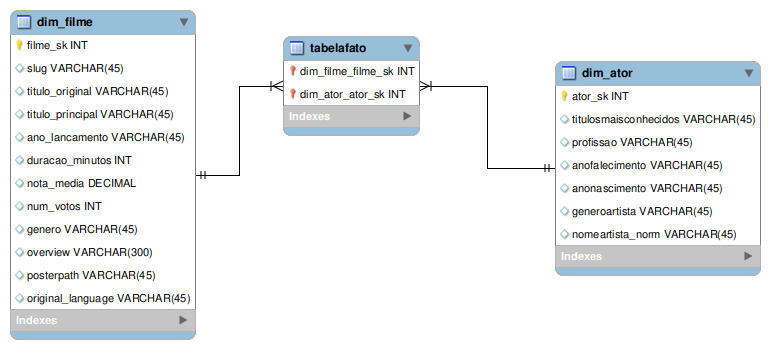 dim_filme
filme_sk INT
slug VARCHAR(45)
titulo_original VARCHAR(45)
titulo_principal VARCHAR(45)
ano_lancamento VARCHAR(45)
duracao_minutos INT
nota_media DECIMAL
num_votos INT
genero VARCHAR(45)
overview VARCHAR(300)
posterpath VARCHAR(45)
original_language VARCHAR(45)
Indexes
tabelafato
dim_filme_filme_sk INT
dim_ator_ator_sk INT
Indexes
dim_ator
ator_sk INT
titulosmaisconhecidos VARCHAR(45)
profissao VARCHAR(45)
anofalecimento VARCHAR(45)
anonascimento VARCHAR(45)
generoartista VARCHAR(45)
nomeartista_norm VARCHAR(45)
Indexes